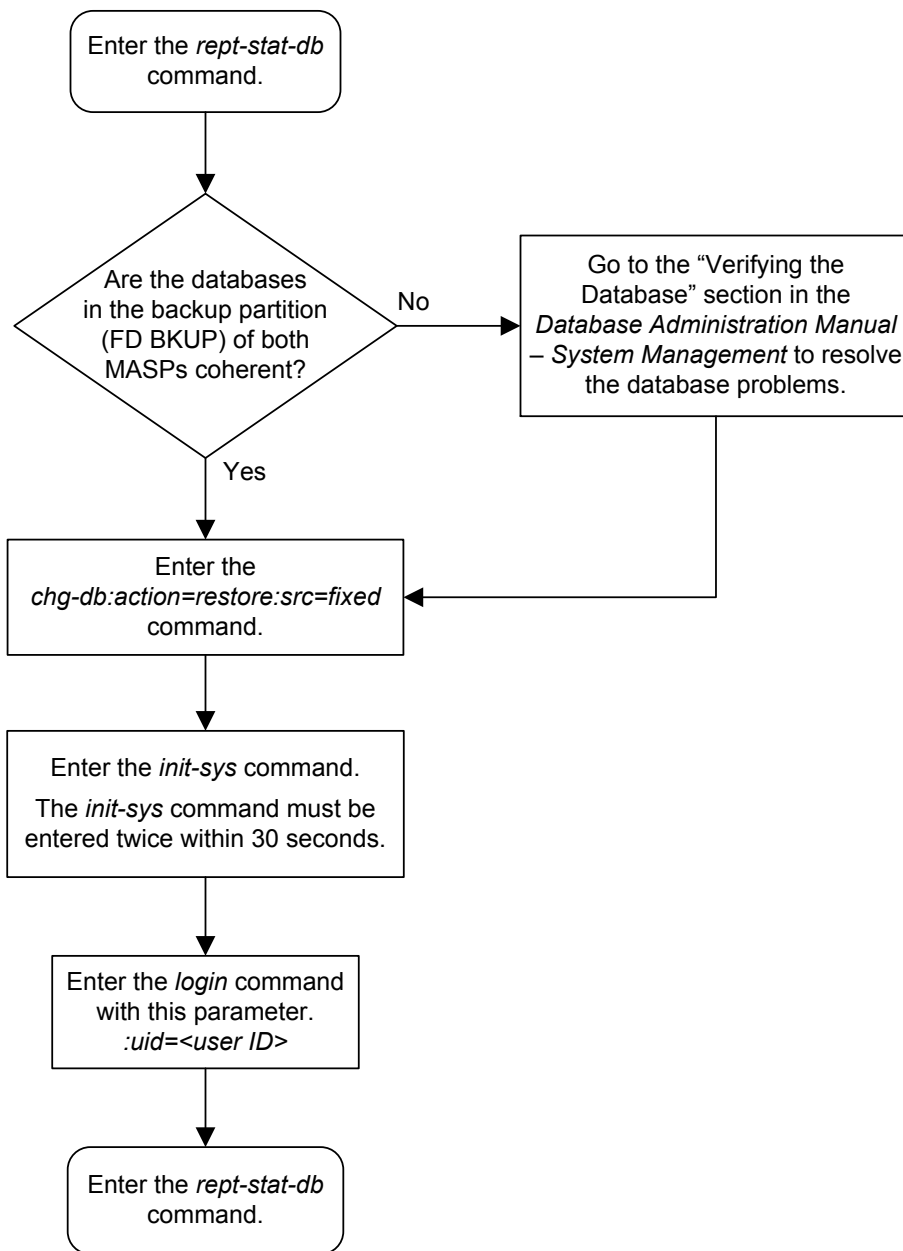 Enter the rept-stat-db
command.
Are the databases
in the backup partition
(FD BKUP) of both
MASPs coherent?
No
Go to the “Verifying the
Database” section in the
Database Administration Manual
– System Management to resolve
the database problems.
Yes
Enter the
chg-db:action=restore:src=fixed
command.
Enter the init-sys command.
The init-sys command must be
entered twice within 30 seconds.
Enter the login command
with this parameter.
:uid=<user ID>
Enter the rept-stat-db
command.